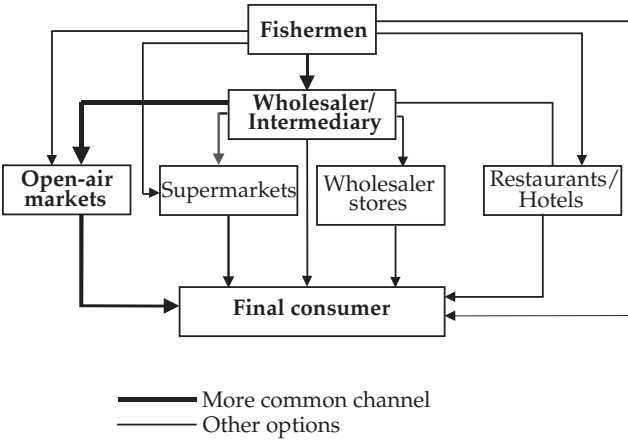 Fishermen
Wholesaler/
Intermediary
Open-air
markets
Supermarkets
Wholesaler
stores
Restaurants/
Hotels
Final consumer
More common channel
Other options